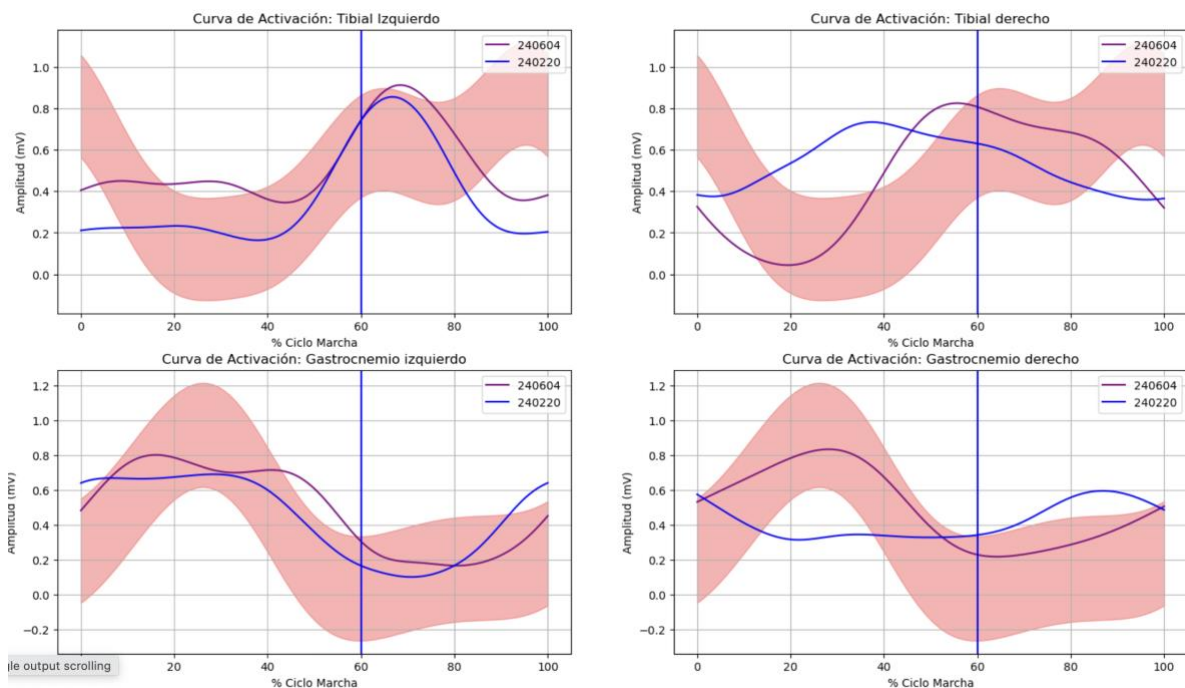 Curva de Activación: Tibial Izquierdo
240604
240220
1.0
0.8
0.6
0.4
0.2
0.0
Amplitud (mV)
0 20 40 60 80 100
% Ciclo Marcha
Curva de Activación: Tibial derecho
240604
240220
1.0
0.8
0.6
0.4
0.2
0.0
Amplitud (mV)
0 20 40 60 80 100
% Ciclo Marcha
Curva de Activación: Gastrocnemio izquierdo
240604
240220
1.2
1.0
0.8
0.6
0.4
0.2
0.0
−0.2
Amplitud (mV)
20 40 60 80 100
% Ciclo Marcha
gle output scrolling
Curva de Activación: Gastrocnemio derecho
240604
240220
1.2
1.0
0.8
0.6
0.4
0.2
0.0
−0.2
Amplitud (mV)
0 20 40 60 80 100
% Ciclo Marcha